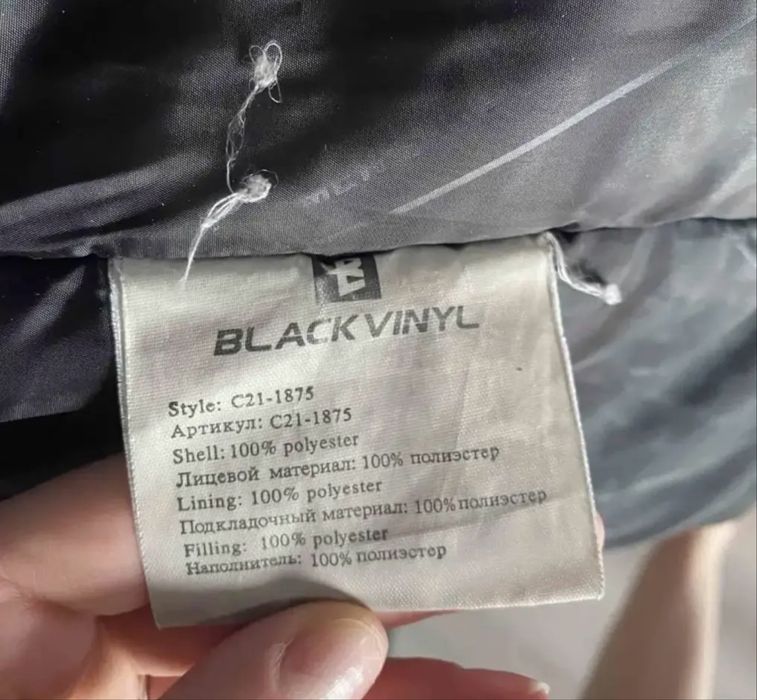 BLACKVINYL
Style: C21-1875
Артикул: C21-1875
Shell: 100% polyester
Лицевой материал: 100% полиэстер
Lining: 100% polyester
Подкладочный материал: 100% полиэстер
Filling: 100% polyester
Наполнитель: 100% полиэстер